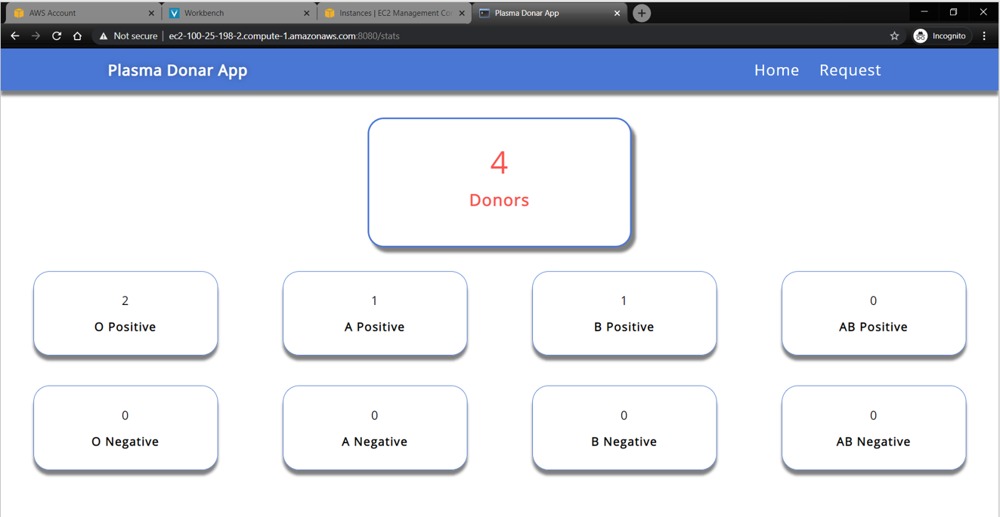 AWS Account
Workbench
Instances | EC2 Management Co
Plasma Donar App
Not secure | ec2-100-25-198-2.compute-1.amazonaws.com:8080/stats
Incognito
Plasma Donar App
Home
Request
4
Donors
2
O Positive
1
A Positive
1
B Positive
0
AB Positive
0
O Negative
0
A Negative
0
B Negative
0
AB Negative